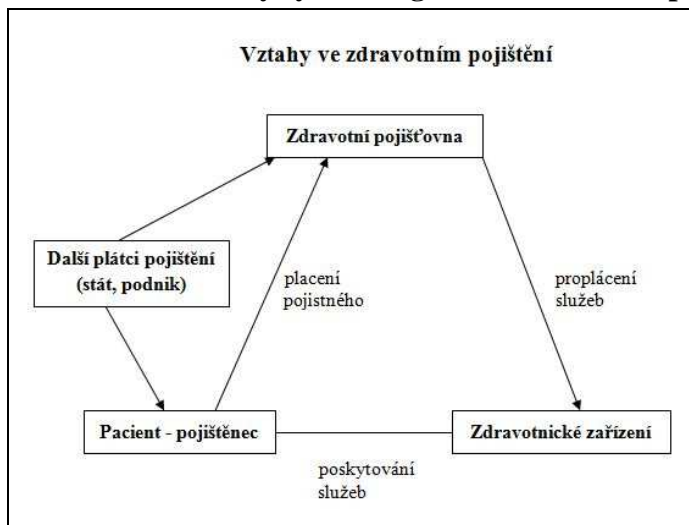 Vztahy ve zdravotním pojištění
Zdravotní pojišťovna
Další plátci pojištění
(stát, podnik)
placení
pojistného
proplácení
služeb
Pacient - pojištěnec
Zdravotnické zařízení
poskytování
služeb